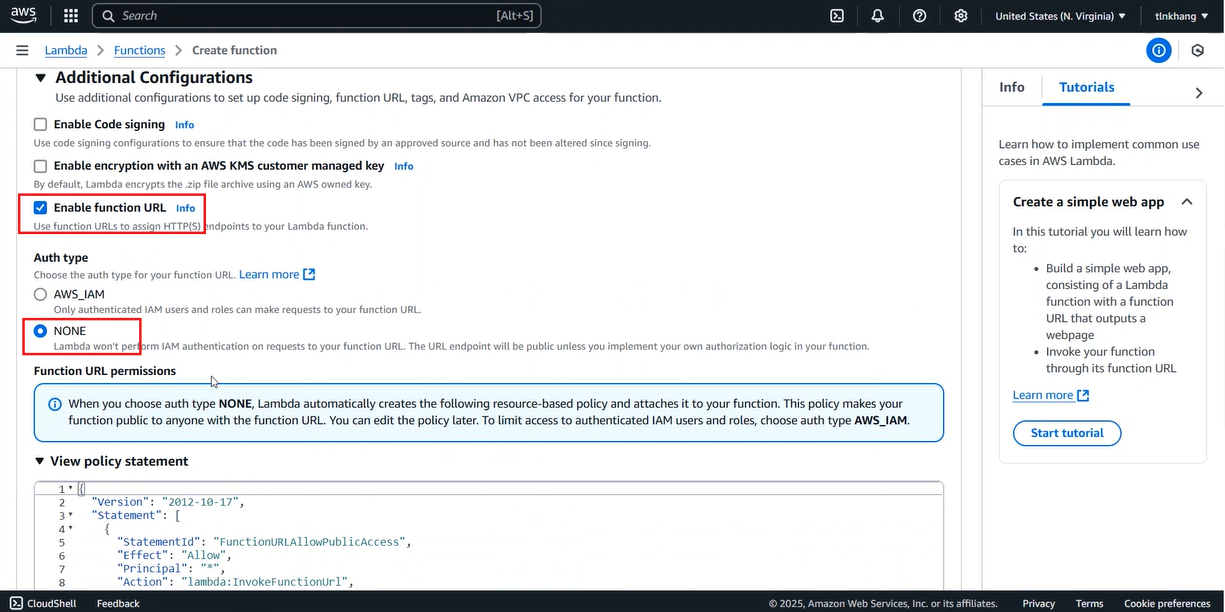 aws
Search
[Alt+S]
United States (N. Virginia)
tlnkhang
Lambda
Functions
Create function
Additional Configurations
Use additional configurations to set up code signing, function URL, tags, and Amazon VPC access for your function.
Enable Code signing Info
Use code signing configurations to ensure that the code has been signed by an approved source and has not been altered since signing.
Enable encryption with an AWS KMS customer managed key Info
By default, Lambda encrypts the .zip file archive using an AWS owned key.
Enable function URL Info
Use function URLs to assign HTTP(S) endpoints to your Lambda function.
Auth type
Choose the auth type for your function URL. Learn more
AWS_IAM
Only authenticated IAM users and roles can make requests to your function URL.
NONE
Lambda won't perform IAM authentication on requests to your function URL. The URL endpoint will be public unless you implement your own authorization logic in your function.
Function URL permissions
When you choose auth type NONE, Lambda automatically creates the following resource-based policy and attaches it to your function. This policy makes your
function public to anyone with the function URL. You can edit the policy later. To limit access to authenticated IAM users and roles, choose auth type AWS_IAM.
View policy statement
1 {
2 "Version": "2012-10-17",
3 "Statement": [
4 {
5 "StatementId": "FunctionURLAllowPublicAccess",
6 "Effect": "Allow",
7 "Principal": "*",
8 "Action": "lambda:InvokeFunctionUrl",
Info
Tutorials
Learn how to implement common use
cases in AWS Lambda.
Create a simple web app
In this tutorial you will learn how
to:
• Build a simple web app,
consisting of a Lambda
function with a function
URL that outputs a
webpage
• Invoke your function
through its function URL
Learn more
Start tutorial
CloudShell
Feedback
© 2025, Amazon Web Services, Inc. or its affiliates.
Privacy
Terms
Cookie preferences